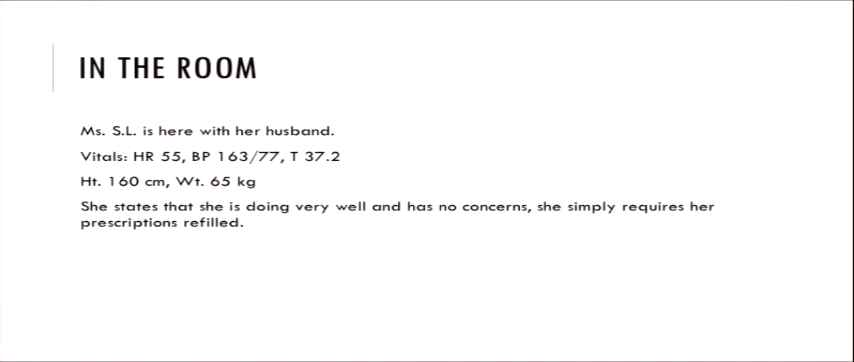 IN THE ROOM
Ms. S.L. is here with her husband.
Vitals: HR 55, BP 163/77, T 37.2
Ht. 160 cm, Wt. 65 kg
She states that she is doing very well and has no concerns, she simply requires her
prescriptions refilled.